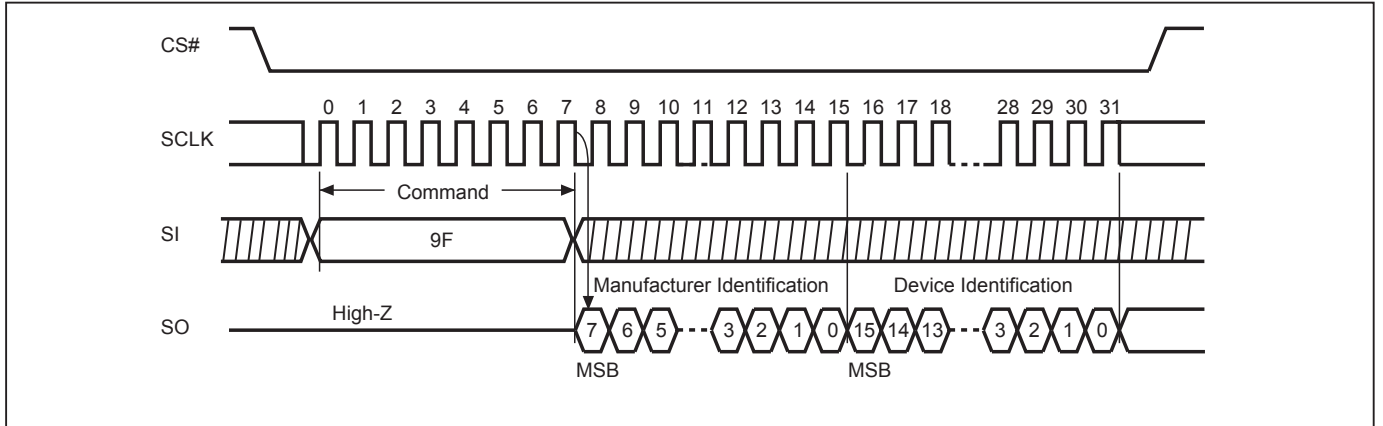 CS#
0 1 2 3 4 5 6 7 8 9 10 11 12 13 14 15 16 17 18 28 29 30 31
SCLK
Command
SI
9F
Manufacturer Identification Device Identification
High-Z
SO
7 6 5 3 2 1 0 15 14 13 3 2 1 0
MSB MSB